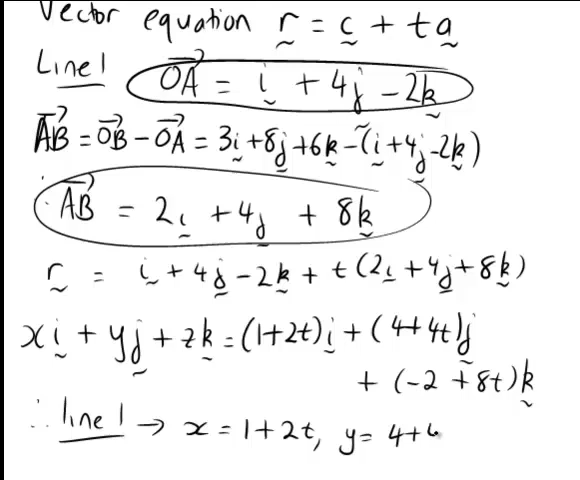 Vector equation r = c + ta
Line 1 OA = i + 4j - 2k
AB = OB - OA = 3i + 8j + 6k - (i + 4j - 2k)
∴ AB = 2i + 4j + 8k
r = i + 4j - 2k + t(2i + 4j + 8k)
xi + yj + zk = (1+2t)i + (4+4t)j
+ (-2+8t)k
∴ line 1 → x = 1+2t, y = 4+4